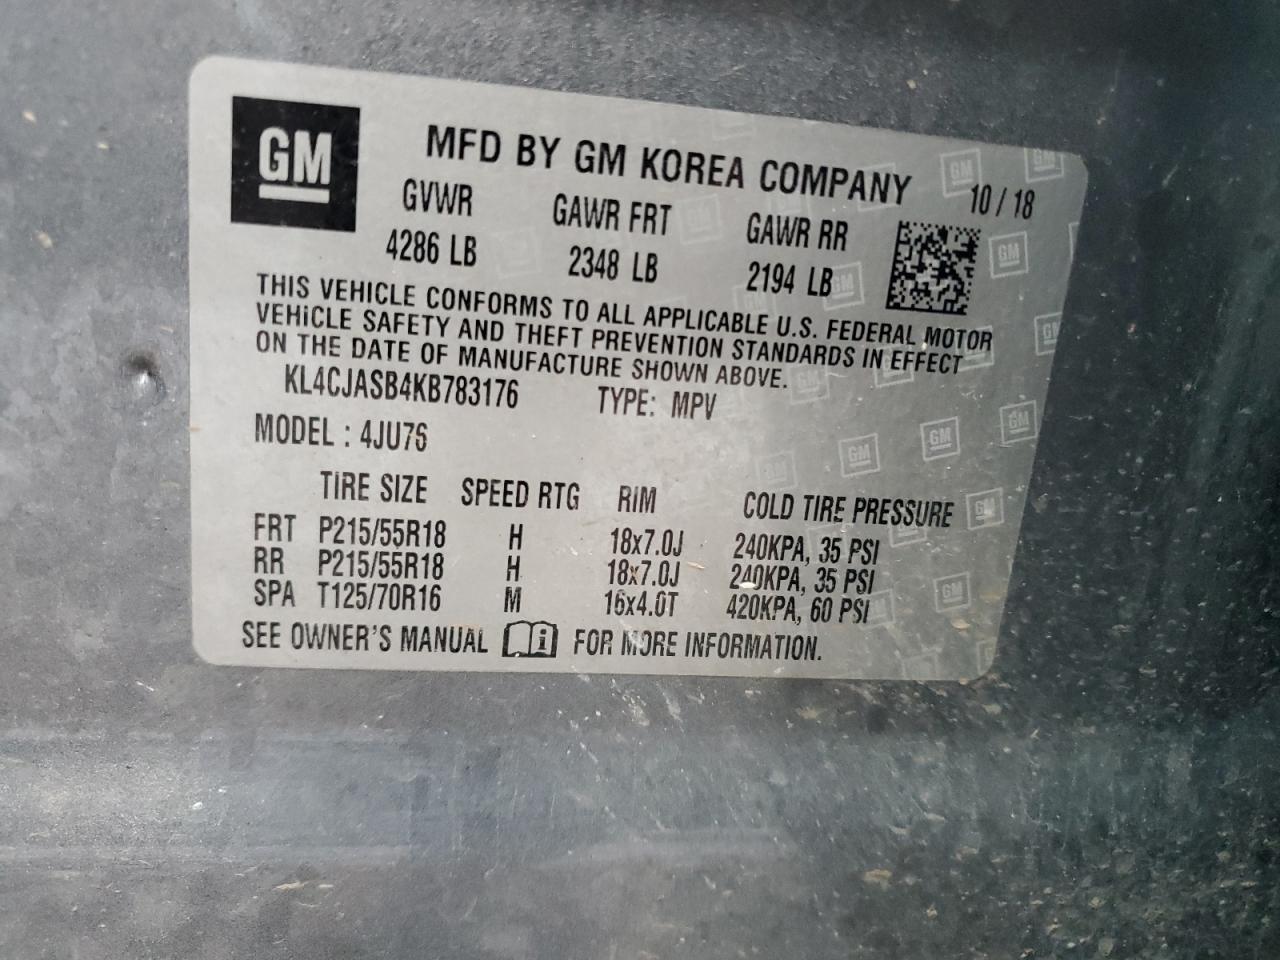 GM
MFD BY GM KOREA COMPANY
10 / 18
GVWR GAWR FRT GAWR RR
4286 LB 2348 LB 2194 LB
THIS VEHICLE CONFORMS TO ALL APPLICABLE U.S. FEDERAL MOTOR
VEHICLE SAFETY AND THEFT PREVENTION STANDARDS IN EFFECT
ON THE DATE OF MANUFACTURE SHOWN ABOVE.
KL4CJASB4KB783176 TYPE: MPV
MODEL : 4JU76
TIRE SIZE SPEED RTG RIM COLD TIRE PRESSURE
FRT P215/55R18 H 18x7.0J 240KPA, 35 PSI
RR P215/55R18 H 18x7.0J 240KPA, 35 PSI
SPA T125/70R16 M 16x4.0T 420KPA, 60 PSI
SEE OWNER'S MANUAL i FOR MORE INFORMATION.